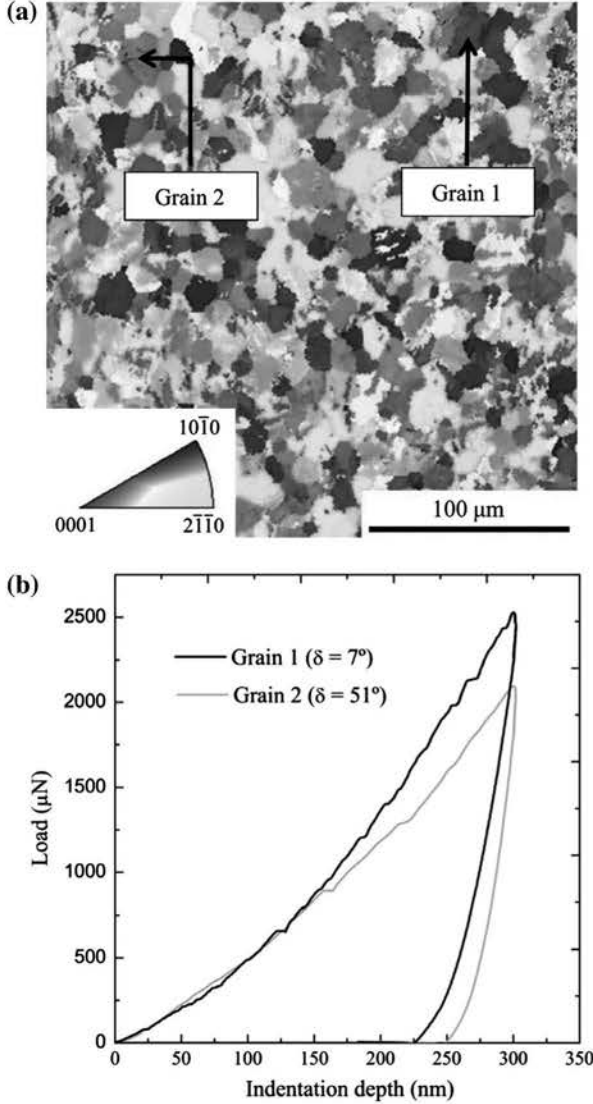 (a)
Grain 2
Grain 1
101̅0
0001
21̅1̅0
100 μm
(b)
2500
2000
1500
1000
500
0
Load (μN)
Grain 1 (δ = 7º)
Grain 2 (δ = 51º)
0 50 100 150 200 250 300 350
Indentation depth (nm)